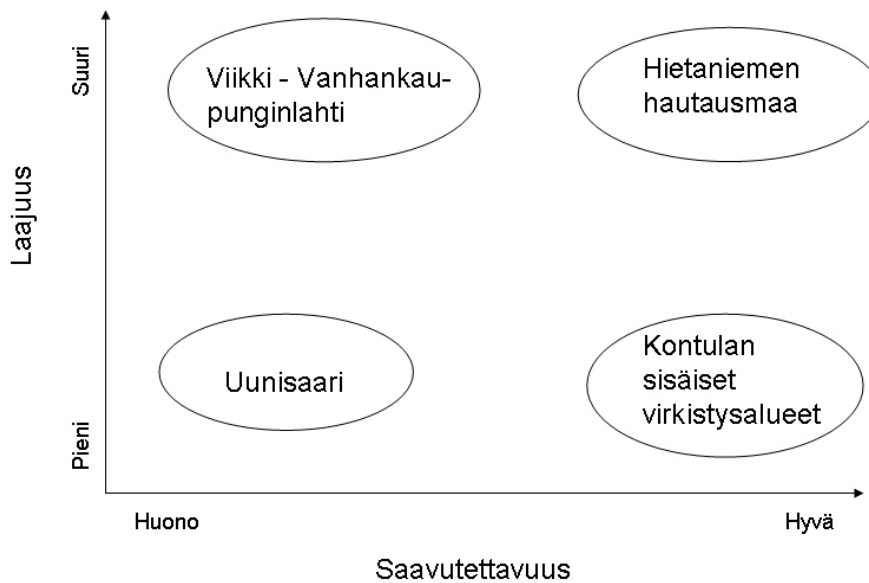 Suuri
Viikki - Vanhankau-
punginlahti
Hietaniemen
hautausmaa
Laajuus
Uunisaari
Kontulan
sisäiset
virkistysalueet
Pieni
Huono
Hyvä
Saavutettavuus